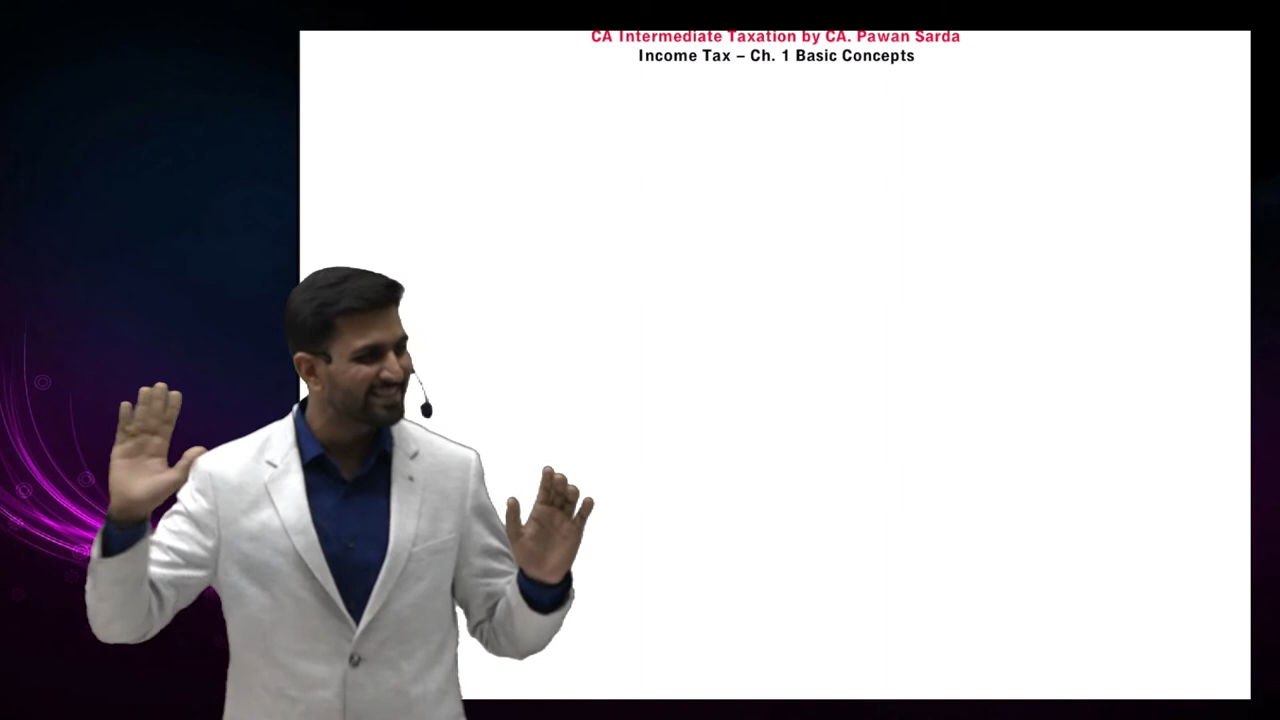 CA Intermediate Taxation by CA. Pawan Sarda
Income Tax – Ch. 1 Basic Concepts